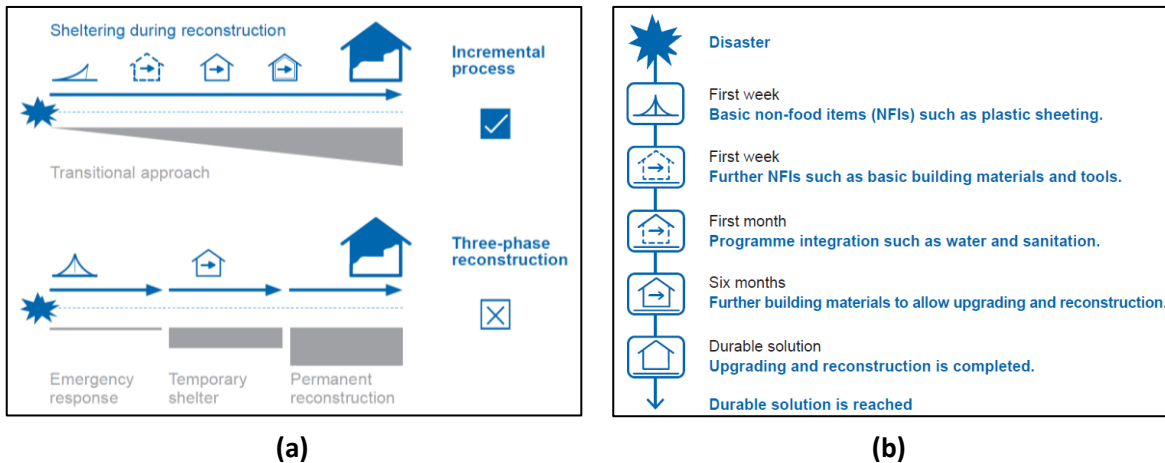 Sheltering during reconstruction
Incremental
process
Transitional approach
Three-phase
reconstruction
Emergency
response
Temporary
shelter
Permanent
reconstruction
(a)
Disaster
First week
Basic non-food items (NFIs) such as plastic sheeting.
First week
Further NFIs such as basic building materials and tools.
First month
Programme integration such as water and sanitation.
Six months
Further building materials to allow upgrading and reconstruction.
Durable solution
Upgrading and reconstruction is completed.
Durable solution is reached
(b)